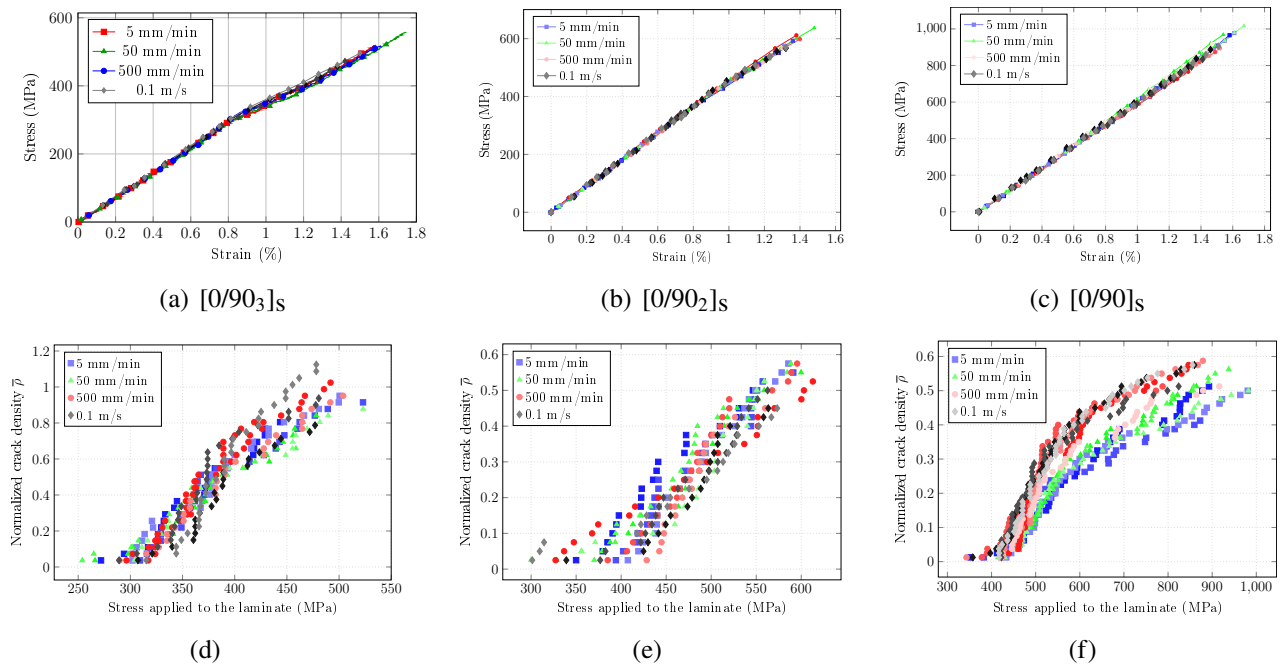 600
400
200
0
Stress (MPa)
5 mm/min
50 mm/min
500 mm/min
0.1 m/s
0 0.2 0.4 0.6 0.8 1 1.2 1.4 1.6 1.8
Strain (%)
(a) [0/90₃]s
600
400
200
0
Stress (MPa)
5 mm/min
50 mm/min
500 mm/min
0.1 m/s
0 0.2 0.4 0.6 0.8 1 1.2 1.4 1.6
Strain (%)
(b) [0/90₂]s
1,000
800
600
400
200
0
Stress (MPa)
5 mm/min
50 mm/min
500 mm/min
0.1 m/s
0 0.2 0.4 0.6 0.8 1 1.2 1.4 1.6 1.8
Strain (%)
(c) [0/90]s
1.2
1
0.8
0.6
0.4
0.2
0
Normalized crack density ρ̅
5 mm/min
50 mm/min
500 mm/min
0.1 m/s
250 300 350 400 450 500 550
Stress applied to the laminate (MPa)
(d)
0.6
0.5
0.4
0.3
0.2
0.1
0
Normalized crack density ρ̅
5 mm/min
50 mm/min
500 mm/min
0.1 m/s
300 350 400 450 500 550 600
Stress applied to the laminate (MPa)
(e)
0.6
0.5
0.4
0.3
0.2
0.1
0
Normalized crack density ρ̅
5 mm/min
50 mm/min
500 mm/min
0.1 m/s
300 400 500 600 700 800 900 1,000
Stress applied to the laminate (MPa)
(f)